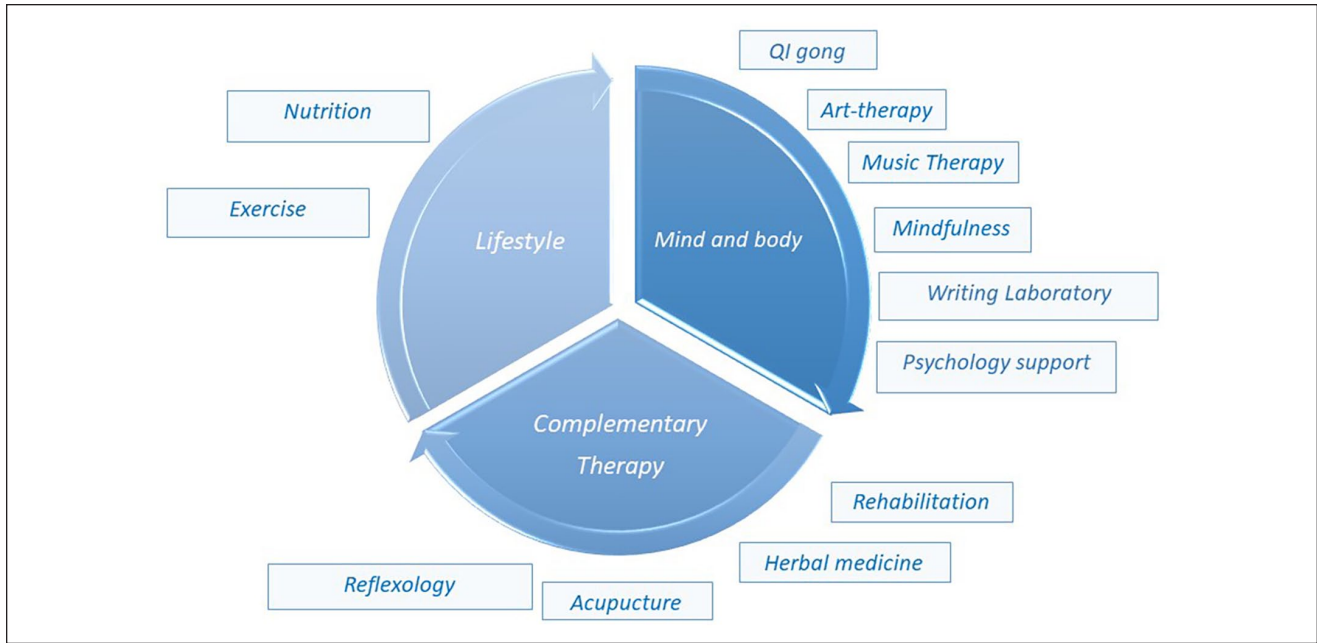 QI gong
Art-therapy
Music Therapy
Mindfulness
Writing Laboratory
Psychology support
Mind and body
Nutrition
Exercise
Lifestyle
Complementary
Therapy
Rehabilitation
Herbal medicine
Acupucture
Reflexology